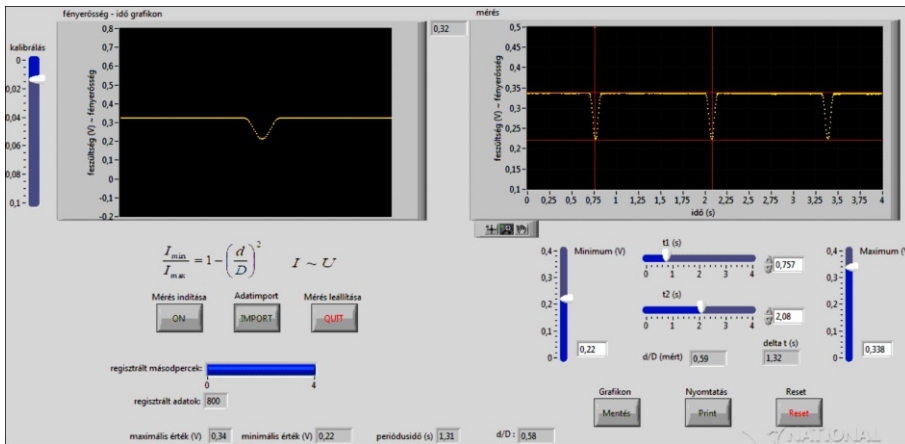 fényerősség - idő grafikon
0,32
mérés
kalibrálás
0
0,02
0,04
0,06
0,08
0,1
feszültség (V) ~ fényerősség
0,8
0,7
0,6
0,5
0,4
0,3
0,2
0,1
0
-0,1
-0,2
feszültség (V) ~ fényerősség
0,5
0,45
0,4
0,35
0,3
0,25
0,2
0,15
0,1
0 0,25 0,5 0,75 1 1,25 1,5 1,75 2 2,25 2,5 2,75 3 3,25 3,5 3,75 4
idő (s)
I min / I max = 1 - (d / D)² I ~ U
Mérés indítása Adatimport Mérés leállítása
ON IMPORT QUIT
regisztrált másodpercek:
0 4
regisztrált adatok: 800
maximális érték (V) 0,34 minimális érték (V) 0,22 periódusidő (s) 1,31 d/D : 0,58
Minimum (V)
0,4
0,3
0,2
0,1
0
0,22
t1 (s)
0 1 2 3 4
0,757
t2 (s)
0 1 2 3 4
2,08
d/D (mért) 0,59
delta t (s)
1,32
Maximum (V)
0,4
0,3
0,2
0,1
0
0,338
Grafikon Nyomtatás Reset
Mentés Print Reset
NATIONAL